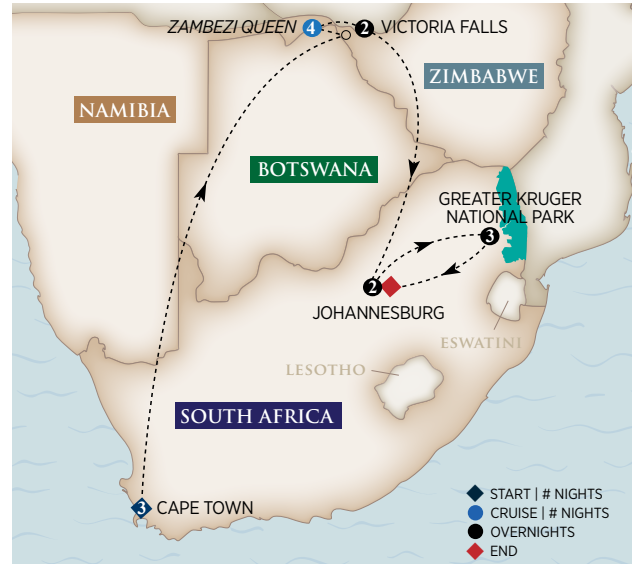 ZAMBEZI QUEEN 4 2 VICTORIA FALLS
ZIMBABWE
NAMIBIA
BOTSWANA
GREATER KRUGER
NATIONAL PARK
3
2
JOHANNESBURG
ESWATINI
LESOTHO
SOUTH AFRICA
3 CAPE TOWN
START | # NIGHTS
CRUISE | # NIGHTS
OVERNIGHTS
END